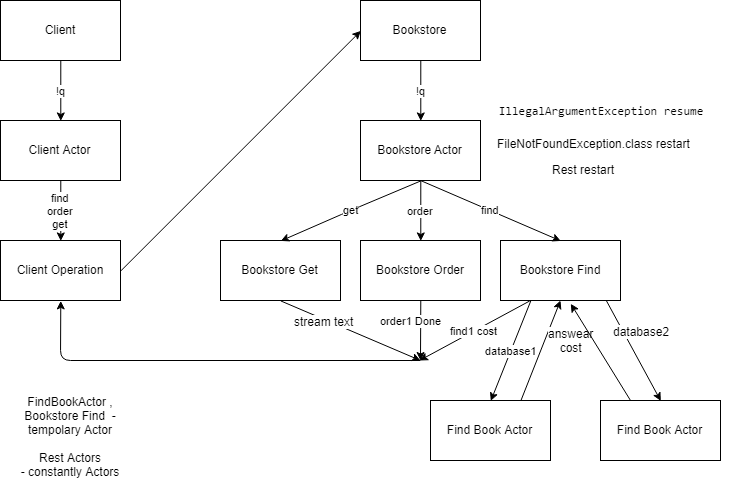 Client
Bookstore
!q
!q
IllegalArgumentException resume
Client Actor
Bookstore Actor
FileNotFoundException.class restart
Rest restart
find
order
get
get
order
find
Client Operation
Bookstore Get
Bookstore Order
Bookstore Find
stream text
order1 Done
find1 cost
database1
answear
cost
database2
FindBookActor ,
Bookstore Find -
tempolary Actor
Find Book Actor
Find Book Actor
Rest Actors
- constantly Actors